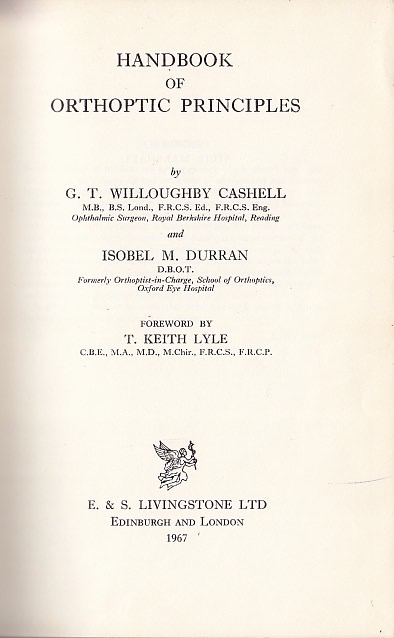 HANDBOOK
OF
ORTHOPTIC PRINCIPLES
by
G. T. WILLOUGHBY CASHELL
M.B., B.S. Lond., F.R.C.S. Ed., F.R.C.S. Eng.
Ophthalmic Surgeon, Royal Berkshire Hospital, Reading
and
ISOBEL M. DURRAN
D.B.O.T.
Formerly Orthoptist-in-Charge, School of Orthoptics,
Oxford Eye Hospital
FOREWORD BY
T. KEITH LYLE
C.B.E., M.A., M.D., M.Chir., F.R.C.S., F.R.C.P.
E. & S. LIVINGSTONE LTD
EDINBURGH AND LONDON
1967